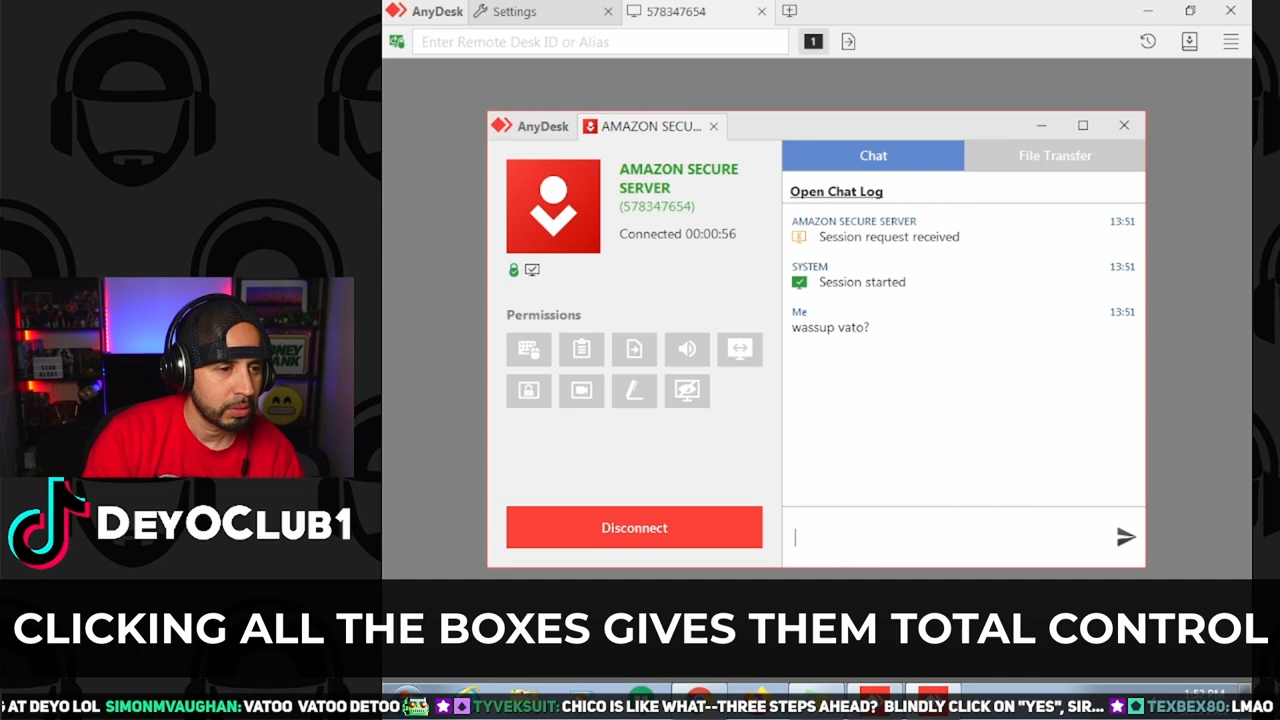 AnyDesk
Settings
578347654
Enter Remote Desk ID or Alias
1
AnyDesk
AMAZON SECU...
AMAZON SECURE
SERVER
(578347654)
Connected 00:00:56
Permissions
Disconnect
Chat
File Transfer
Open Chat Log
AMAZON SECURE SERVER 13:51
Session request received
SYSTEM 13:51
Session started
Me 13:51
wassup vato?
DEYOCLUB1
CLICKING ALL THE BOXES GIVES THEM TOTAL CONTROL
1:52 PM
AT DEYO LOL SIMONMVAUGHAN: VATOO VATOO DETOO TYVEKSUIT: CHICO IS LIKE WHAT--THREE STEPS AHEAD? BLINDLY CLICK ON "YES", SIR... TEXBEX80: LMAO